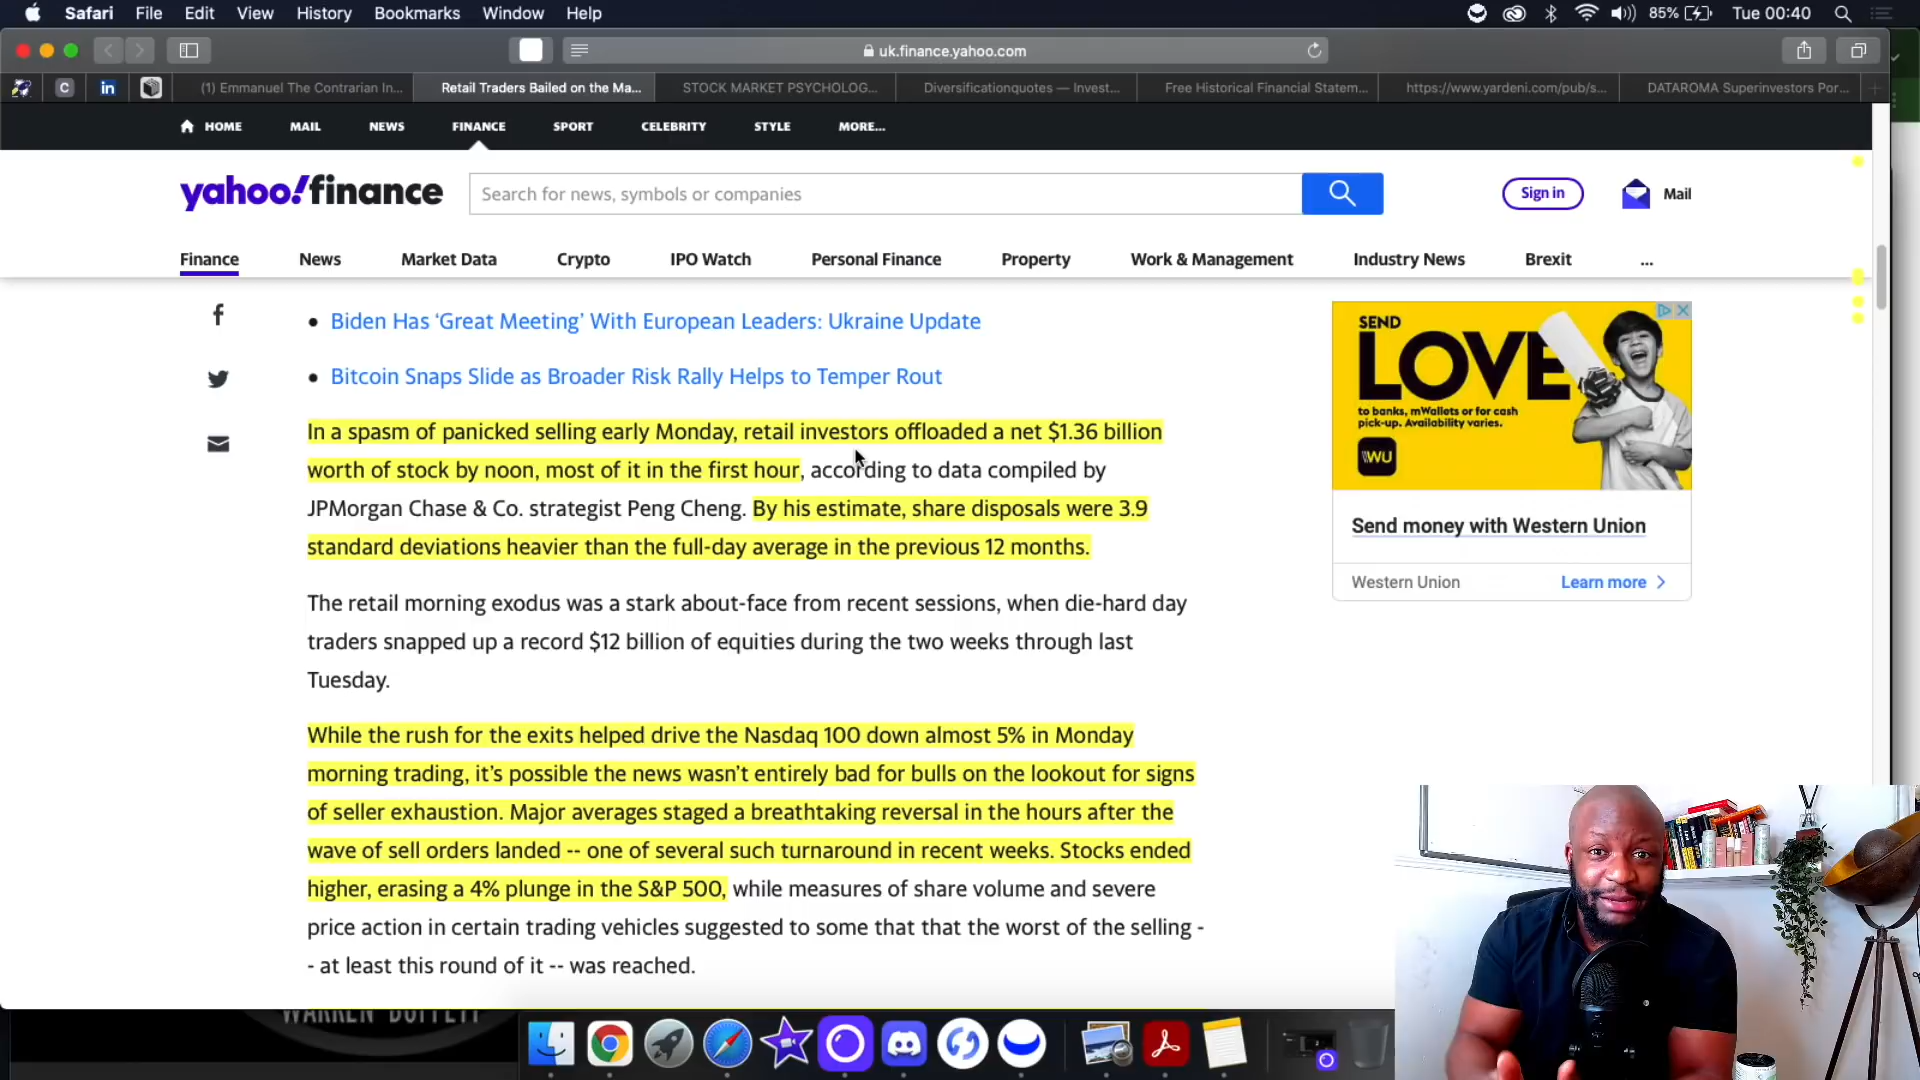 Safari File Edit View History Bookmarks Window Help 85% Tue 00:40
uk.finance.yahoo.com
C in (1) Emmanuel The Contrarian In... Retail Traders Bailed on the Ma... STOCK MARKET PSYCHOLOG... Diversificationquotes — Invest... Free Historical Financial Statem... https://www.yardeni.com/pub/s... DATAROMA Superinvestors Por...
HOME MAIL NEWS FINANCE SPORT CELEBRITY STYLE MORE...
yahoo!finance Search for news, symbols or companies Sign in Mail
Finance News Market Data Crypto IPO Watch Personal Finance Property Work & Management Industry News Brexit ...
Biden Has ‘Great Meeting’ With European Leaders: Ukraine Update
Bitcoin Snaps Slide as Broader Risk Rally Helps to Temper Rout
In a spasm of panicked selling early Monday, retail investors offloaded a net $1.36 billion
worth of stock by noon, most of it in the first hour, according to data compiled by
JPMorgan Chase & Co. strategist Peng Cheng. By his estimate, share disposals were 3.9
standard deviations heavier than the full-day average in the previous 12 months.
The retail morning exodus was a stark about-face from recent sessions, when die-hard day
traders snapped up a record $12 billion of equities during the two weeks through last
Tuesday.
While the rush for the exits helped drive the Nasdaq 100 down almost 5% in Monday
morning trading, it’s possible the news wasn’t entirely bad for bulls on the lookout for signs
of seller exhaustion. Major averages staged a breathtaking reversal in the hours after the
wave of sell orders landed -- one of several such turnaround in recent weeks. Stocks ended
higher, erasing a 4% plunge in the S&P 500, while measures of share volume and severe
price action in certain trading vehicles suggested to some that that the worst of the selling -
- at least this round of it -- was reached.
SEND
LOVE
to banks, mWallets or for cash
pick-up. Availability varies.
WU
Send money with Western Union
Western Union Learn more
WARREN BUFFETT